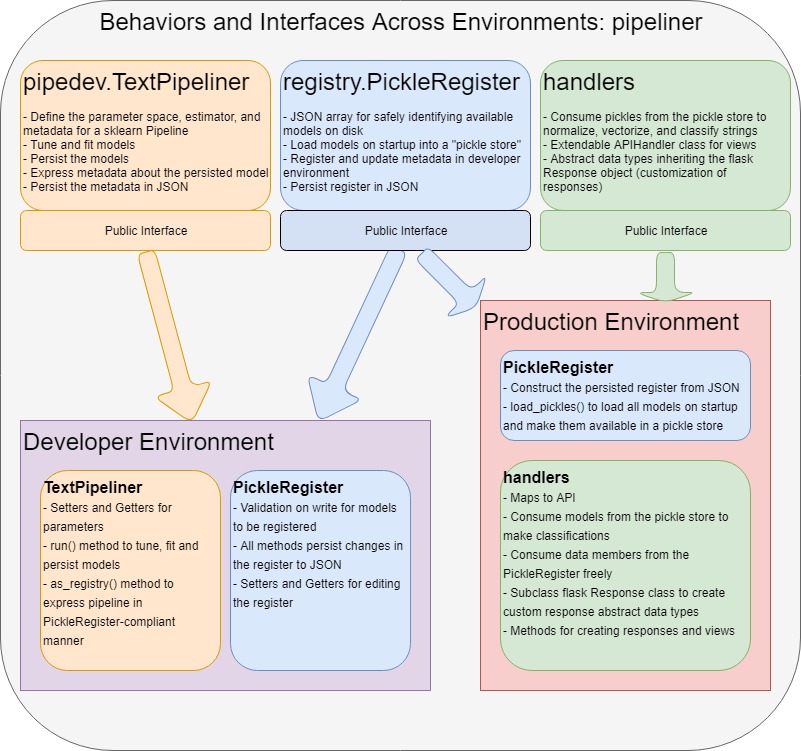 Behaviors and Interfaces Across Environments: pipeliner
pipedev.TextPipeliner
- Define the parameter space, estimator, and
metadata for a sklearn Pipeline
- Tune and fit models
- Persist the models
- Express metadata about the persisted model
- Persist the metadata in JSON
Public Interface
registry.PickleRegister
- JSON array for safely identifying available
models on disk
- Load models on startup into a "pickle store"
- Register and update metadata in developer
environment
- Persist register in JSON
Public Interface
handlers
- Consume pickles from the pickle store to
normalize, vectorize, and classify strings
- Extendable APIHandler class for views
- Abstract data types inheriting the flask
Response object (customization of
responses)
Public Interface
Developer Environment
TextPipeliner
- Setters and Getters for
parameters
- run() method to tune, fit and
persist models
- as_registry() method to
express pipeline in
PickleRegister-compliant
manner
PickleRegister
- Validation on write for models
to be registered
- All methods persist changes in
the register to JSON
- Setters and Getters for editing
the register
Production Environment
PickleRegister
- Construct the persisted register from JSON
- load_pickles() to load all models on startup
and make them available in a pickle store
handlers
- Maps to API
- Consume models from the pickle store to
make classifications
- Consume data members from the
PickleRegister freely
- Subclass flask Response class to create
custom response abstract data types
- Methods for creating responses and views